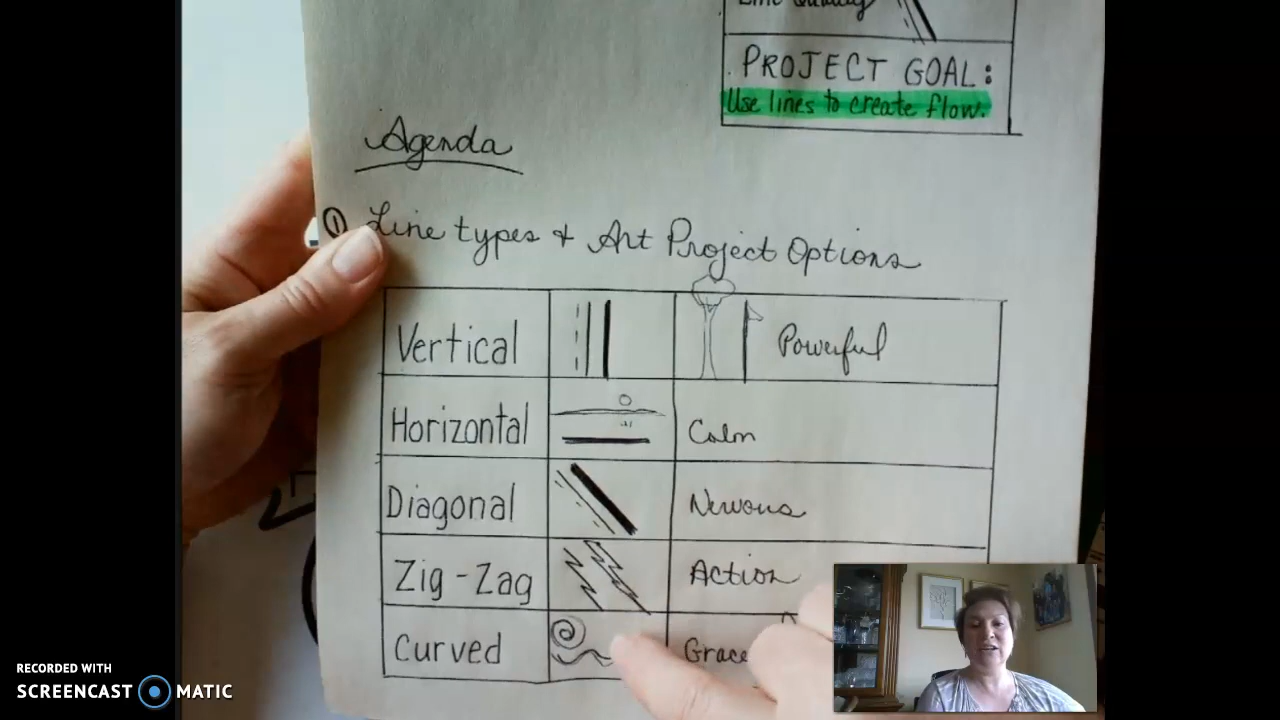 PROJECT GOAL:
Use lines to create flow.
Agenda
① Line types + Art Project Options
Vertical
Powerful
Horizontal
Calm
Diagonal
Nervous
Zig-Zag
Action
Curved
Grace
RECORDED WITH
SCREENCAST MATIC